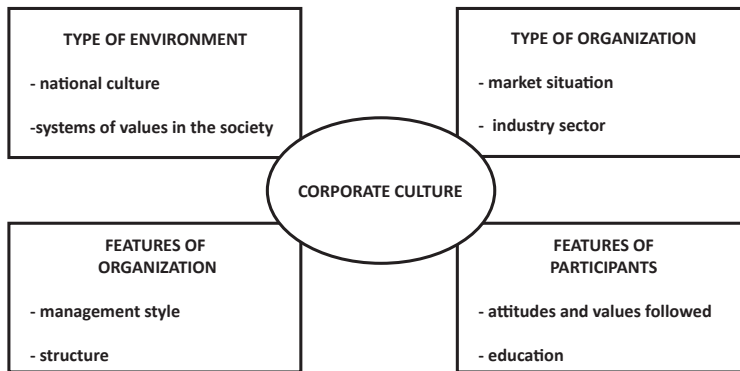 TYPE OF ENVIRONMENT
- national culture
-systems of values in the society
TYPE OF ORGANIZATION
- market situation
- industry sector
CORPORATE CULTURE
FEATURES OF
ORGANIZATION
- management style
- structure
FEATURES OF
PARTICIPANTS
- attitudes and values followed
- education